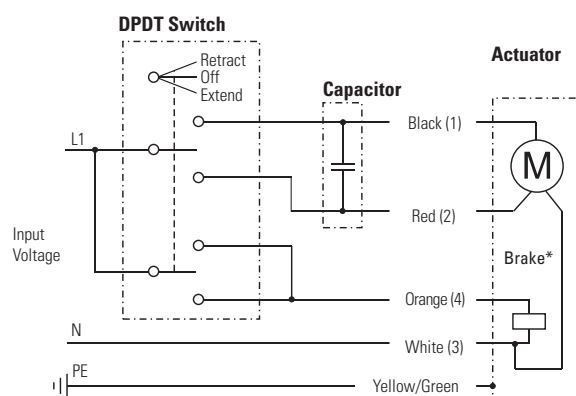 DPDT Switch
Actuator
Retract
Off
Extend
Capacitor
L1
Black (1)
M
Red (2)
Input
Voltage
Brake*
Orange (4)
N
White (3)
PE
Yellow/Green